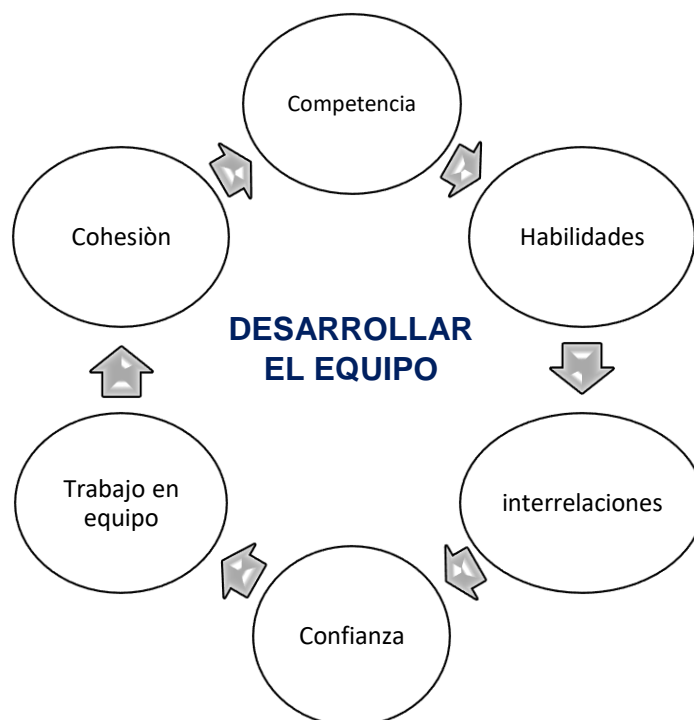 Competencia
Cohesiòn
Habilidades
DESARROLLAR
EL EQUIPO
Trabajo en
equipo
interrelaciones
Confianza